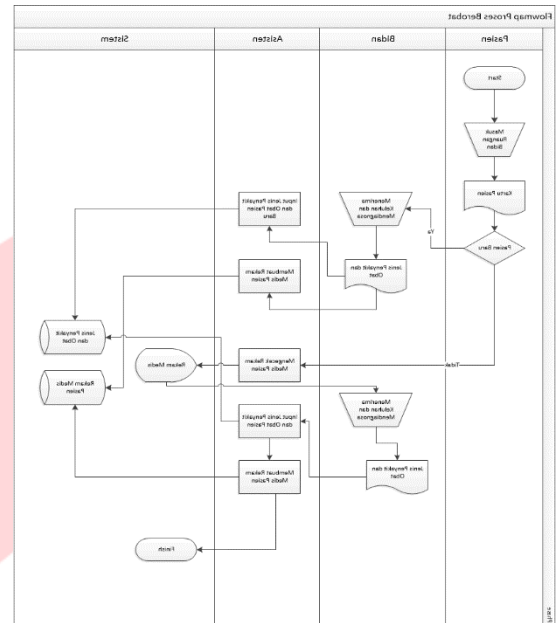 Flowmap Proses Berobat
Pasien
Bidan
Asisten
Sistem
Start
Masuk
Ruangan
Bidan
Kartu Pasien
Pasien Baru
Ya
Tidak
Menerima
Keluhan dan
Mendiagnosa
Jenis Penyakit dan
Obat
Input Jenis Penyakit
dan Obat Pasien
Baru
Membuat Rekam
Medis Pasien
Jenis Penyakit
dan Obat
Mengecek Rekam
Medis Pasien
Rekam Medis
Rekam Medis
Pasien
Menerima
Keluhan dan
Mendiagnosa
Jenis Penyakit dan
Obat
Input Jenis Penyakit
dan Obat Pasien
Membuat Rekam
Medis Pasien
Finish